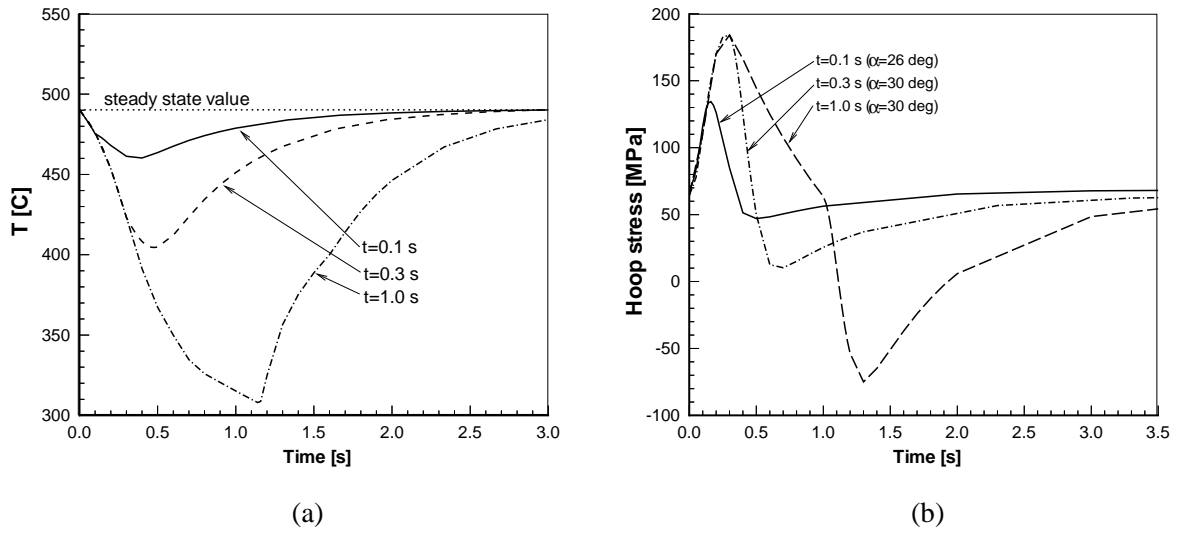 550
500
450
400
350
300
T [C]
steady state value
t=0.1 s
t=0.3 s
t=1.0 s
0.0 0.5 1.0 1.5 2.0 2.5 3.0
Time [s]
(a)
200
150
100
50
0
-50
-100
Hoop stress [MPa]
t=0.1 s (α=26 deg)
t=0.3 s (α=30 deg)
t=1.0 s (α=30 deg)
0.0 0.5 1.0 1.5 2.0 2.5 3.0 3.5
Time [s]
(b)